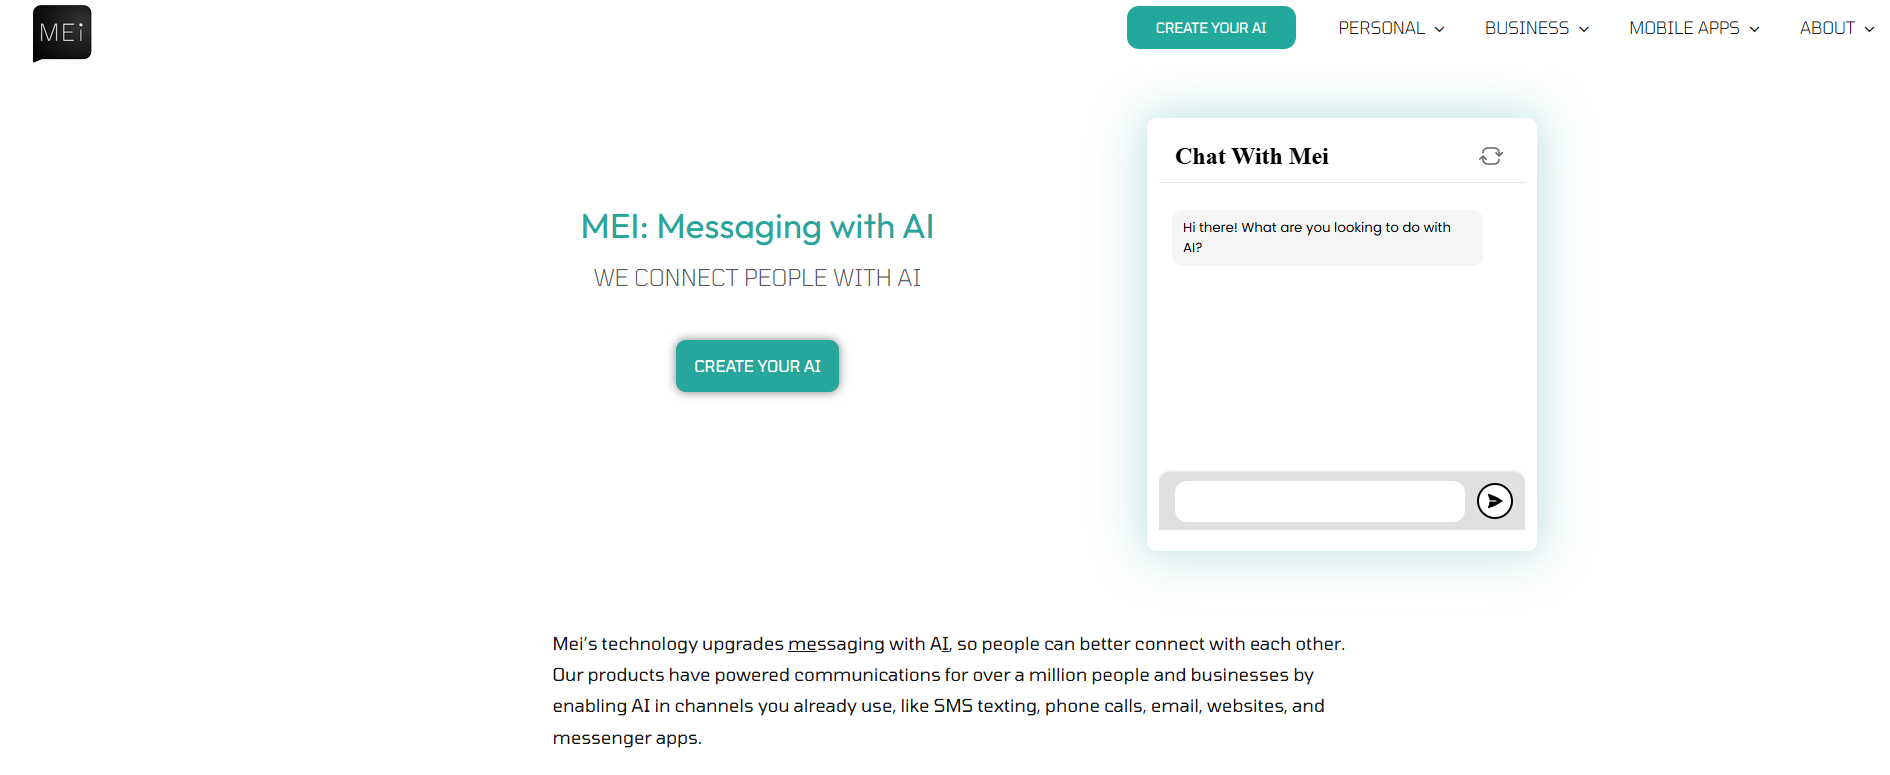 MEi
CREATE YOUR AI
PERSONAL
BUSINESS
MOBILE APPS
ABOUT
MEI: Messaging with AI
WE CONNECT PEOPLE WITH AI
CREATE YOUR AI
Chat With Mei
Hi there! What are you looking to do with
AI?
Mei's technology upgrades messaging with AI, so people can better connect with each other.
Our products have powered communications for over a million people and businesses by
enabling AI in channels you already use, like SMS texting, phone calls, email, websites, and
messenger apps.